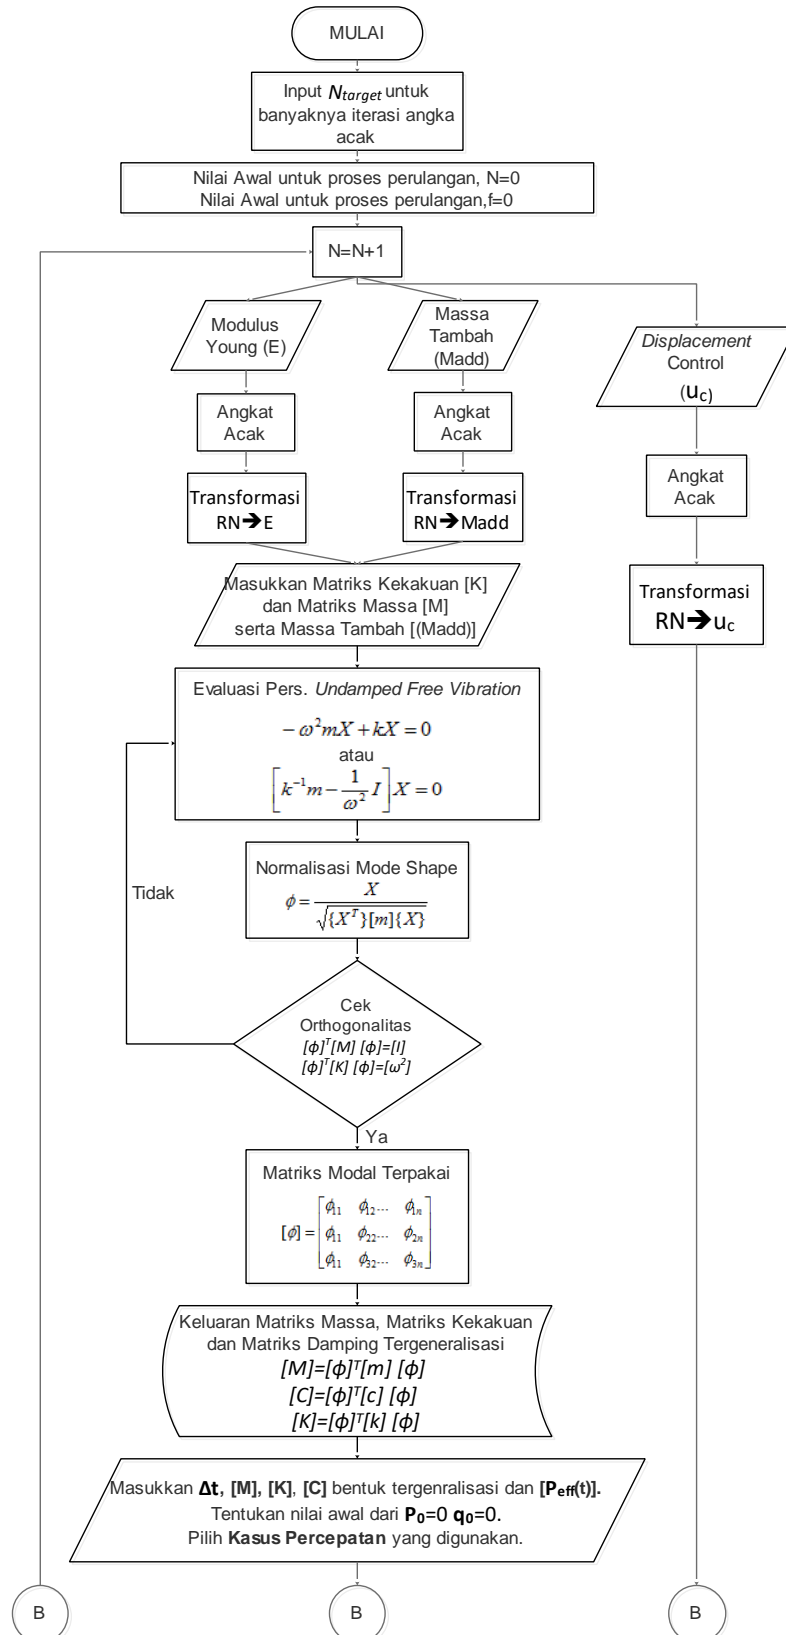 MULAI
Input N_target untuk
banyaknya iterasi angka
acak
Nilai Awal untuk proses perulangan, N=0
Nilai Awal untuk proses perulangan,f=0
N=N+1
Modulus
Young (E)
Massa
Tambah
(Madd)
Displacement
Control
(u_c)
Angkat
Acak
Angkat
Acak
Angkat
Acak
Transformasi
RN➔E
Transformasi
RN➔Madd
Transformasi
RN➔u_c
Masukkan Matriks Kekakuan [K]
dan Matriks Massa [M]
serta Massa Tambah [(Madd)]
Evaluasi Pers. Undamped Free Vibration
-ω²mX + kX = 0
atau
[k⁻¹m - 1/ω² I] X = 0
Normalisasi Mode Shape
φ = X / √({Xᵀ}[m]{X})
Tidak
Cek
Orthogonalitas
[ϕ]ᵀ[M] [ϕ]=[I]
[ϕ]ᵀ[K] [ϕ]=[ω²]
Ya
Matriks Modal Terpakai
[φ] = [φ₁₁ φ₁₂... φ₁ₙ
φ₁₁ φ₂₂... φ₂ₙ
φ₁₁ φ₃₂... φ₃ₙ]
Keluaran Matriks Massa, Matriks Kekakuan
dan Matriks Damping Tergeneralisasi
[M]=[ϕ]ᵀ[m] [ϕ]
[C]=[ϕ]ᵀ[c] [ϕ]
[K]=[ϕ]ᵀ[k] [ϕ]
Masukkan Δt, [M], [K], [C] bentuk tergenralisasi dan [P_eff(t)].
Tentukan nilai awal dari P₀=0 q₀=0.
Pilih Kasus Percepatan yang digunakan.
B
B
B